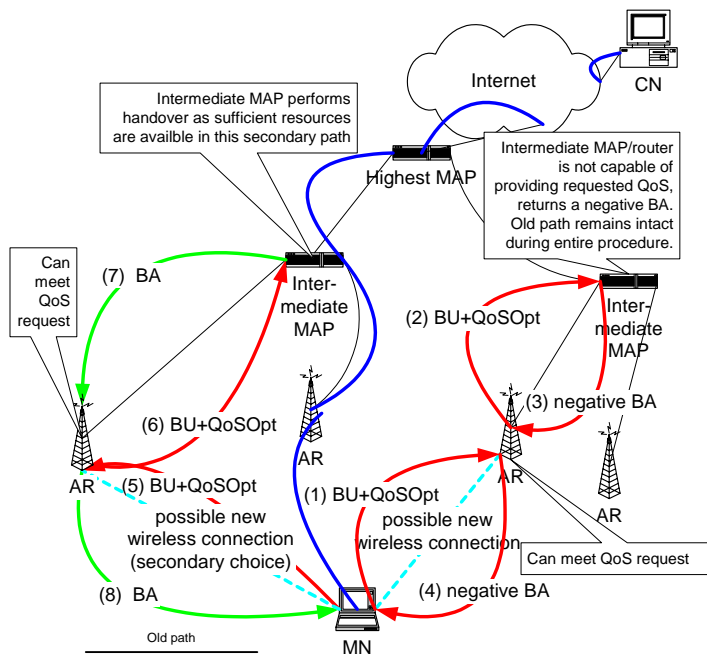 CN
Internet
Intermediate MAP performs
handover as sufficient resources
are availble in this secondary path
Highest MAP
Intermediate MAP/router
is not capable of
providing requested QoS,
returns a negative BA.
Old path remains intact
during entire procedure.
Can
meet
QoS
request
(7) BA
Inter-
mediate
MAP
(2) BU+QoSOpt
Inter-
mediate
MAP
(3) negative BA
(6) BU+QoSOpt
AR
AR
AR
AR
(5) BU+QoSOpt
(1) BU+QoSOpt
possible new
wireless connection
(secondary choice)
possible new
wireless connection
Can meet QoS request
(4) negative BA
(8) BA
MN
Old path